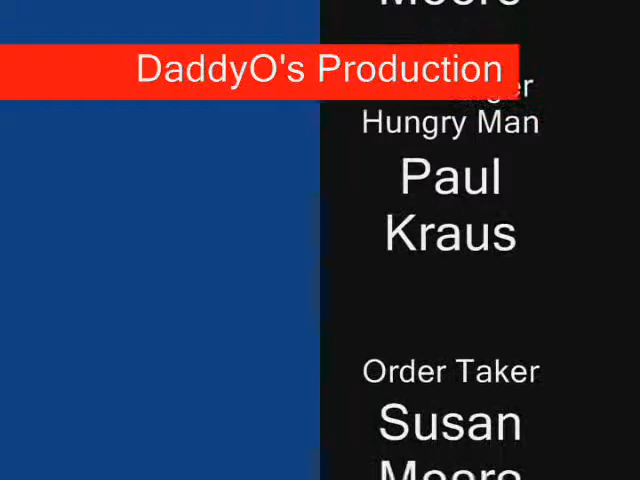 DaddyO's Production
Hungry Man
Paul
Kraus
Order Taker
Susan